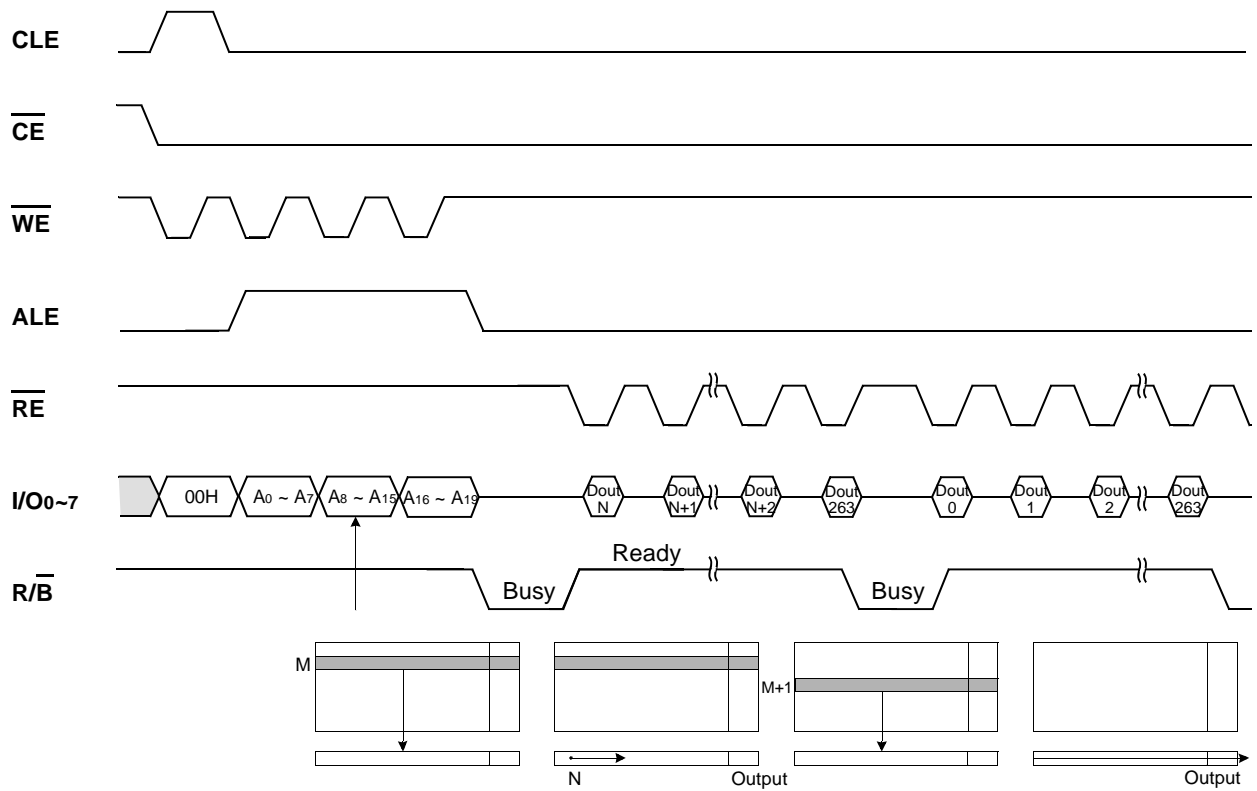 CLE
CE
WE
ALE
RE
I/O0~7
00H
A0 ~ A7
A8 ~ A15
A16 ~ A19
Dout N
Dout N+1
Dout N+2
Dout 263
Dout 0
Dout 1
Dout 2
Dout 263
R/B
Busy
Ready
Busy
M
M+1
N
Output
Output